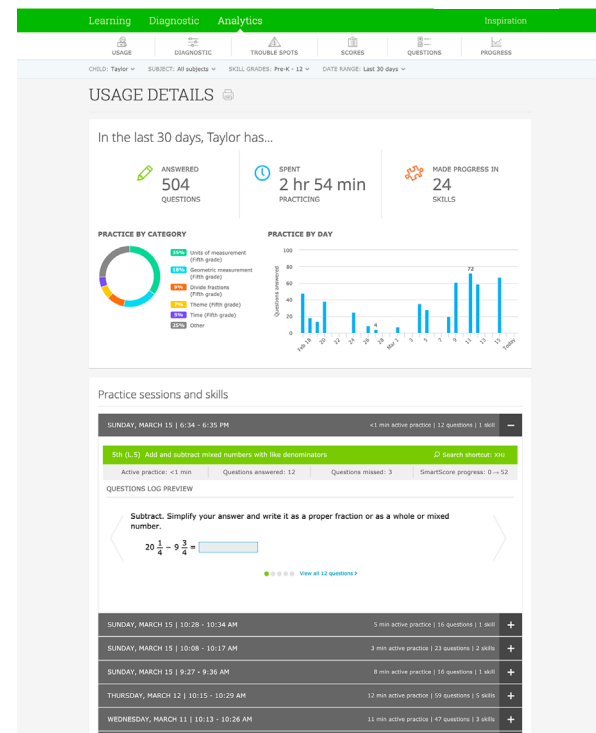 Learning Diagnostic Analytics Inspiration
USAGE DIAGNOSTIC TROUBLE SPOTS SCORES QUESTIONS PROGRESS
CHILD: Taylor SUBJECT: All subjects SKILL GRADES: Pre-K - 12 DATE RANGE: Last 30 days
USAGE DETAILS
In the last 30 days, Taylor has...
ANSWERED
504
QUESTIONS
SPENT
2 hr 54 min
PRACTICING
MADE PROGRESS IN
24
SKILLS
PRACTICE BY CATEGORY
35% Units of measurement
(Fifth grade)
18% Geometric measurement
(Fifth grade)
9% Divide fractions
(Fifth grade)
7% Theme (Fifth grade)
5% Time (Fifth grade)
25% Other
PRACTICE BY DAY
Questions answered
100
80
60
40
20
0
4
72
Feb 18 20 22 24 26 28 Mar 1 3 5 7 9 11 13 15 Today
Practice sessions and skills
SUNDAY, MARCH 15 | 6:34 - 6:35 PM <1 min active practice | 12 questions | 1 skill
5th (L.5) Add and subtract mixed numbers with like denominators Search shortcut: XHJ
Active practice: <1 min Questions answered: 12 Questions missed: 3 SmartScore progress: 0 → 52
QUESTIONS LOG PREVIEW
Subtract. Simplify your answer and write it as a proper fraction or as a whole or mixed
number.
20 1/4 − 9 3/4 =
View all 12 questions >
SUNDAY, MARCH 15 | 10:28 - 10:34 AM 5 min active practice | 16 questions | 1 skill
SUNDAY, MARCH 15 | 10:08 - 10:17 AM 3 min active practice | 23 questions | 2 skills
SUNDAY, MARCH 15 | 9:27 - 9:36 AM 8 min active practice | 16 questions | 1 skill
THURSDAY, MARCH 12 | 10:15 - 10:29 AM 12 min active practice | 59 questions | 5 skills
WEDNESDAY, MARCH 11 | 10:13 - 10:26 AM 11 min active practice | 47 questions | 3 skills